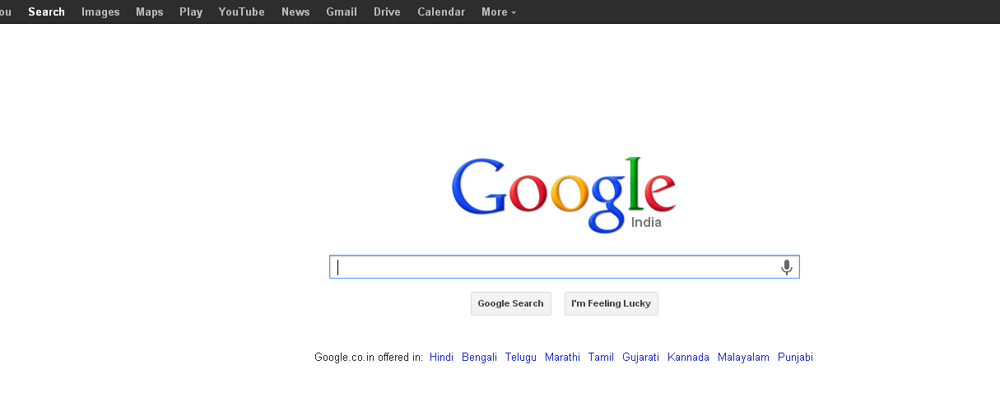 ou Search Images Maps Play YouTube News Gmail Drive Calendar More
Google
India
Google Search I'm Feeling Lucky
Google.co.in offered in: Hindi Bengali Telugu Marathi Tamil Gujarati Kannada Malayalam Punjabi